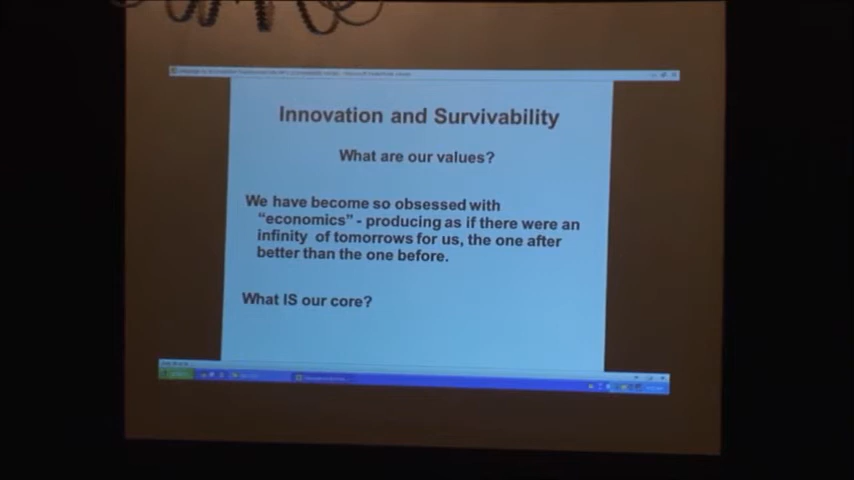 Innovation and Survivability
What are our values?
We have become so obsessed with
“economics” - producing as if there were an
infinity of tomorrows for us, the one after
better than the one before.
What IS our core?